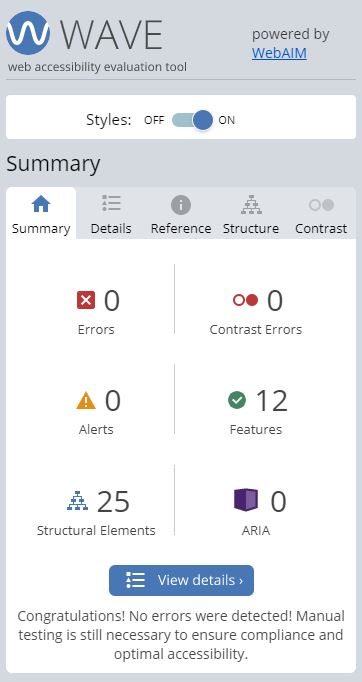 WAVE
web accessibility evaluation tool
powered by
WebAIM
Styles: OFF ON
Summary
Summary Details Reference Structure Contrast
0 0
Errors Contrast Errors
0 12
Alerts Features
25 0
Structural Elements ARIA
View details ›
Congratulations! No errors were detected! Manual
testing is still necessary to ensure compliance and
optimal accessibility.